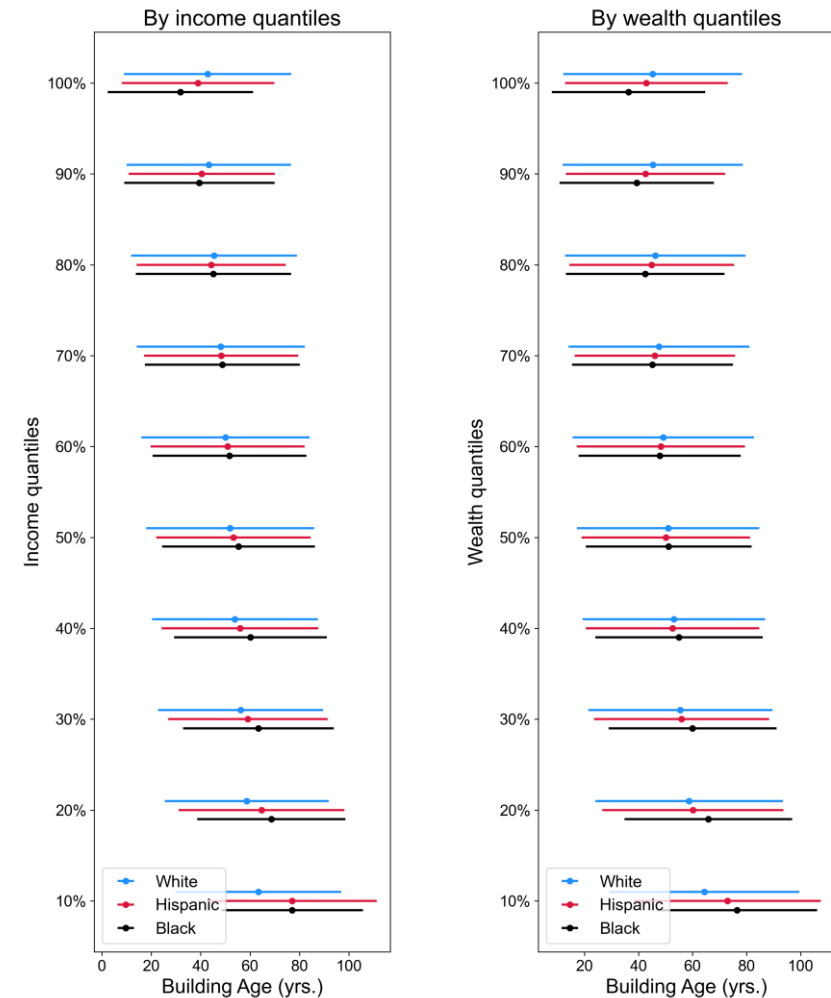 By income quantiles
100%
90%
80%
70%
60%
50%
40%
30%
20%
10%
Income quantiles
White
Hispanic
Black
0 20 40 60 80 100
Building Age (yrs.)
By wealth quantiles
100%
90%
80%
70%
60%
50%
40%
30%
20%
10%
Wealth quantiles
White
Hispanic
Black
20 40 60 80 100
Building Age (yrs.)